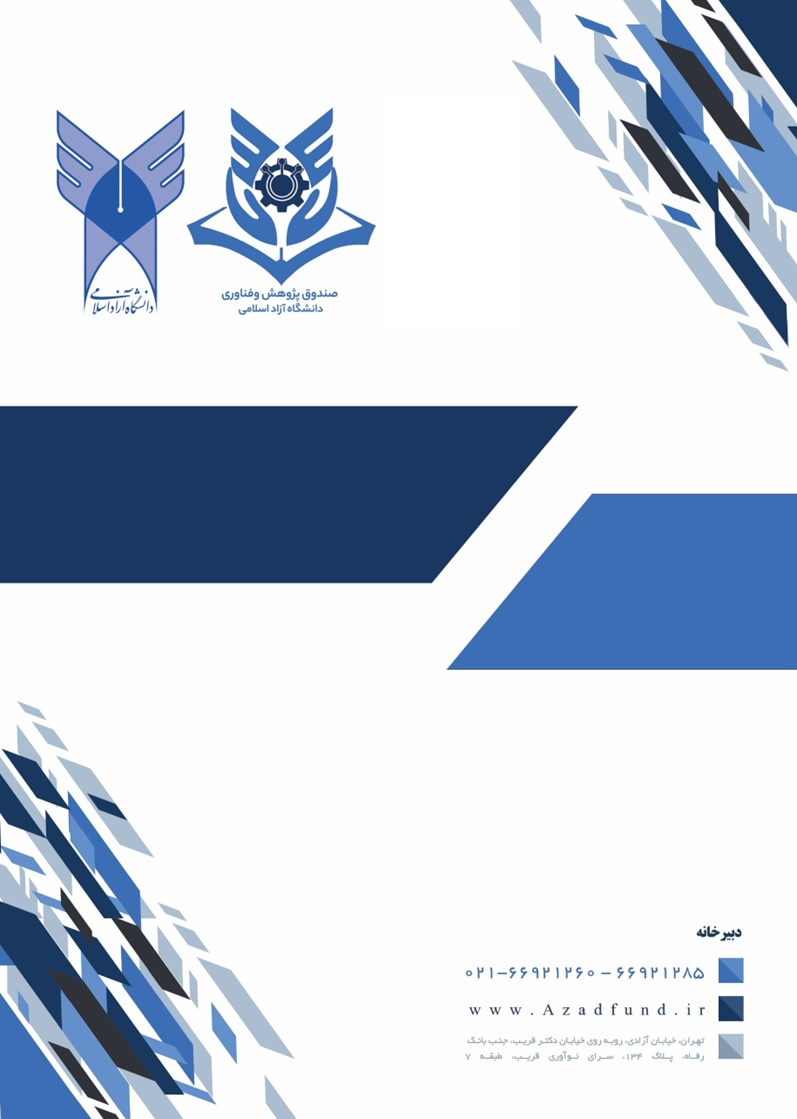 دانشگاه آزاد اسلامی
صندوق پژوهش وفناوری
دانشگاه آزاد اسلامی
دبیرخانه
۰۲۱-۶۶۹۲۱۲۶۰ - ۶۶۹۲۱۲۸۵
www.Azadfund.ir
تهران، خیابان آزادی، روبه روی خیابان دکتر قریب، جنب بانک
رفاه، پلاک ۱۳۴، سرای نوآوری قریب، طبقه ۷